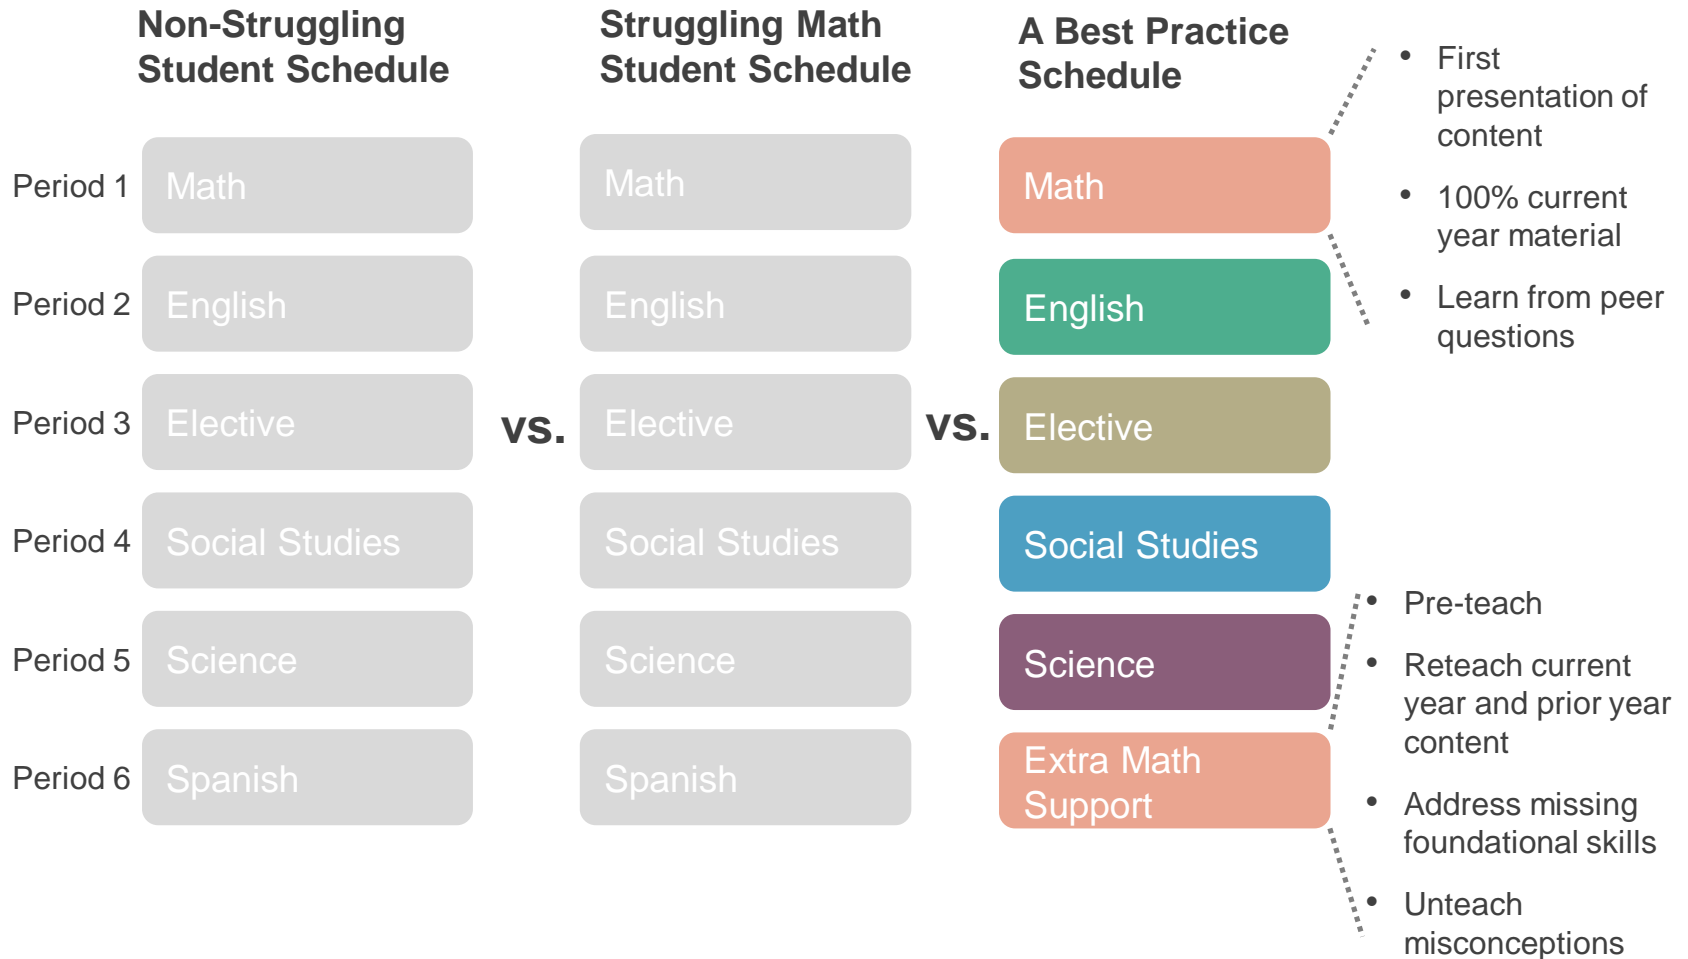 Non-Struggling
Student Schedule
Struggling Math
Student Schedule
A Best Practice
Schedule
Period 1
Math
Math
Math
Period 2
English
English
English
Period 3
Elective
vs.
Elective
vs.
Elective
Period 4
Social Studies
Social Studies
Social Studies
Period 5
Science
Science
Science
Period 6
Spanish
Spanish
Extra Math
Support
• First
presentation of
content
• 100% current
year material
• Learn from peer
questions
• Pre-teach
• Reteach current
year and prior year
content
• Address missing
foundational skills
• Unteach
misconceptions